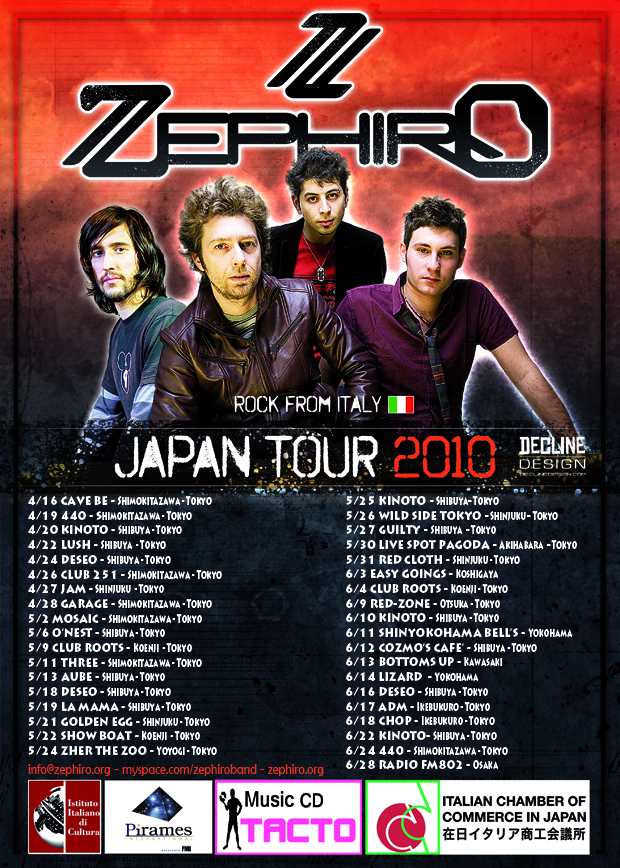 ZEPHIRO
ROCK FROM ITALY
JAPAN TOUR 2010
DECLINE
DESIGN
DECLINEDESIGN.COM
4/16 CAVE BE - SHIMOKITAZAWA-TOKYO
4/19 440 - SHIMOKITAZAWA-TOKYO
4/20 KINOTO - SHIBUYA-TOKYO
4/22 LUSH - SHIBUYA - TOKYO
4/24 DESEO - SHIBUYA-TOKYO
4/26 CLUB 251 - SHIMOKITAZAWA-TOKYO
4/27 JAM - SHINJUKU -TOKYO
4/28 GARAGE - SHIMOKITAZAWA-TOKYO
5/2 MOSAIC - SHIMOKITAZAWA-TOKYO
5/6 O'NEST - SHIBUYA-TOKYO
5/9 CLUB ROOTS - KOENJI -TOKYO
5/11 THREE - SHIMOKITAZAWA-TOKYO
5/13 AUBE - SHIBUYA-TOKYO
5/18 DESEO - SHIBUYA-TOKYO
5/19 LA MAMA - SHIBUYA-TOKYO
5/21 GOLDEN EGG - SHINJUKU-TOKYO
5/22 SHOW BOAT - KOENJI -TOKYO
5/24 ZHER THE ZOO - YOYOGI-TOKYO
5/25 KINOTO - SHIBUYA-TOKYO
5/26 WILD SIDE TOKYO - SHINJUKU-TOKYO
5/27 GUILTY - SHIBUYA -TOKYO
5/30 LIVE SPOT PAGODA - AKIHABARA -TOKYO
5/31 RED CLOTH - SHINJUKU-TOKYO
6/3 EASY GOINGS - KOSHIGAYA
6/4 CLUB ROOTS - KOENJI-TOKYO
6/9 RED-ZONE - OTSUKA -TOKYO
6/10 KINOTO - SHIBUYA-TOKYO
6/11 SHINYOKOHAMA BELL'S - YOKOHAMA
6/12 COZMO'S CAFE' - SHIBUYA-TOKYO
6/13 BOTTOMS UP - KAWASAKI
6/14 LIZARD - YOKOHAMA
6/16 DESEO - SHIBUYA-TOKYO
6/17 ADM - IKEBUKURO-TOKYO
6/18 CHOP - IKEBUKURO-TOKYO
6/22 KINOTO- SHIBUYA-TOKYO
6/24 440 - SHIMOKITAZAWA-TOKYO
6/28 RADIO FM802 - OSAKA
info@zephiro.org - myspace.com/zephiroband - zephiro.org
Istituto
Italiano
di
Cultura
Pirames
INTERNATIONAL
Music CD
TACTO
ITALIAN CHAMBER OF
COMMERCE IN JAPAN
在日イタリア商工会議所